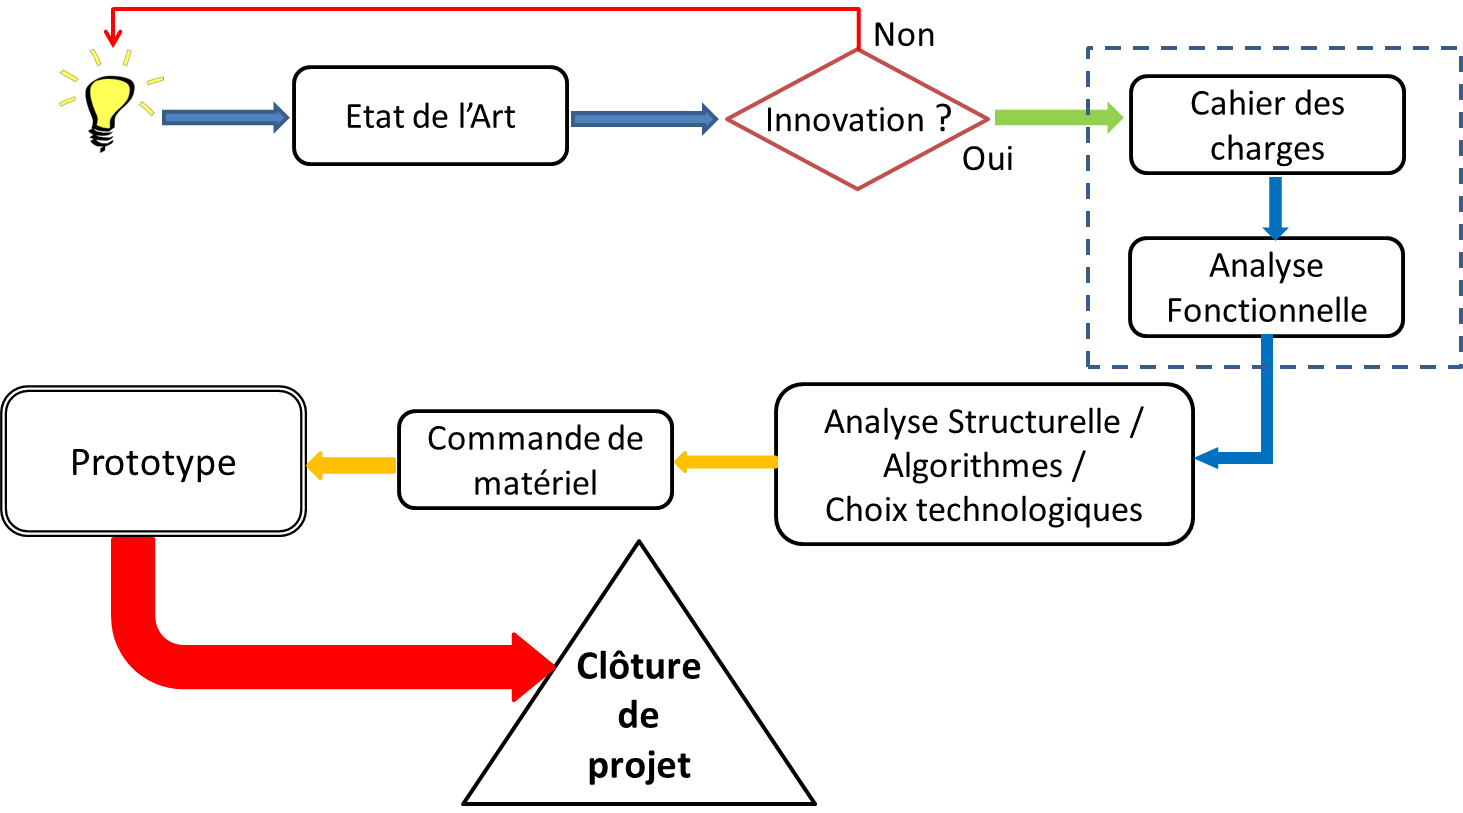 Non
Etat de l’Art
Innovation ?
Oui
Cahier des
charges
Analyse
Fonctionnelle
Prototype
Commande de
matériel
Analyse Structurelle /
Algorithmes /
Choix technologiques
Clôture
de
projet